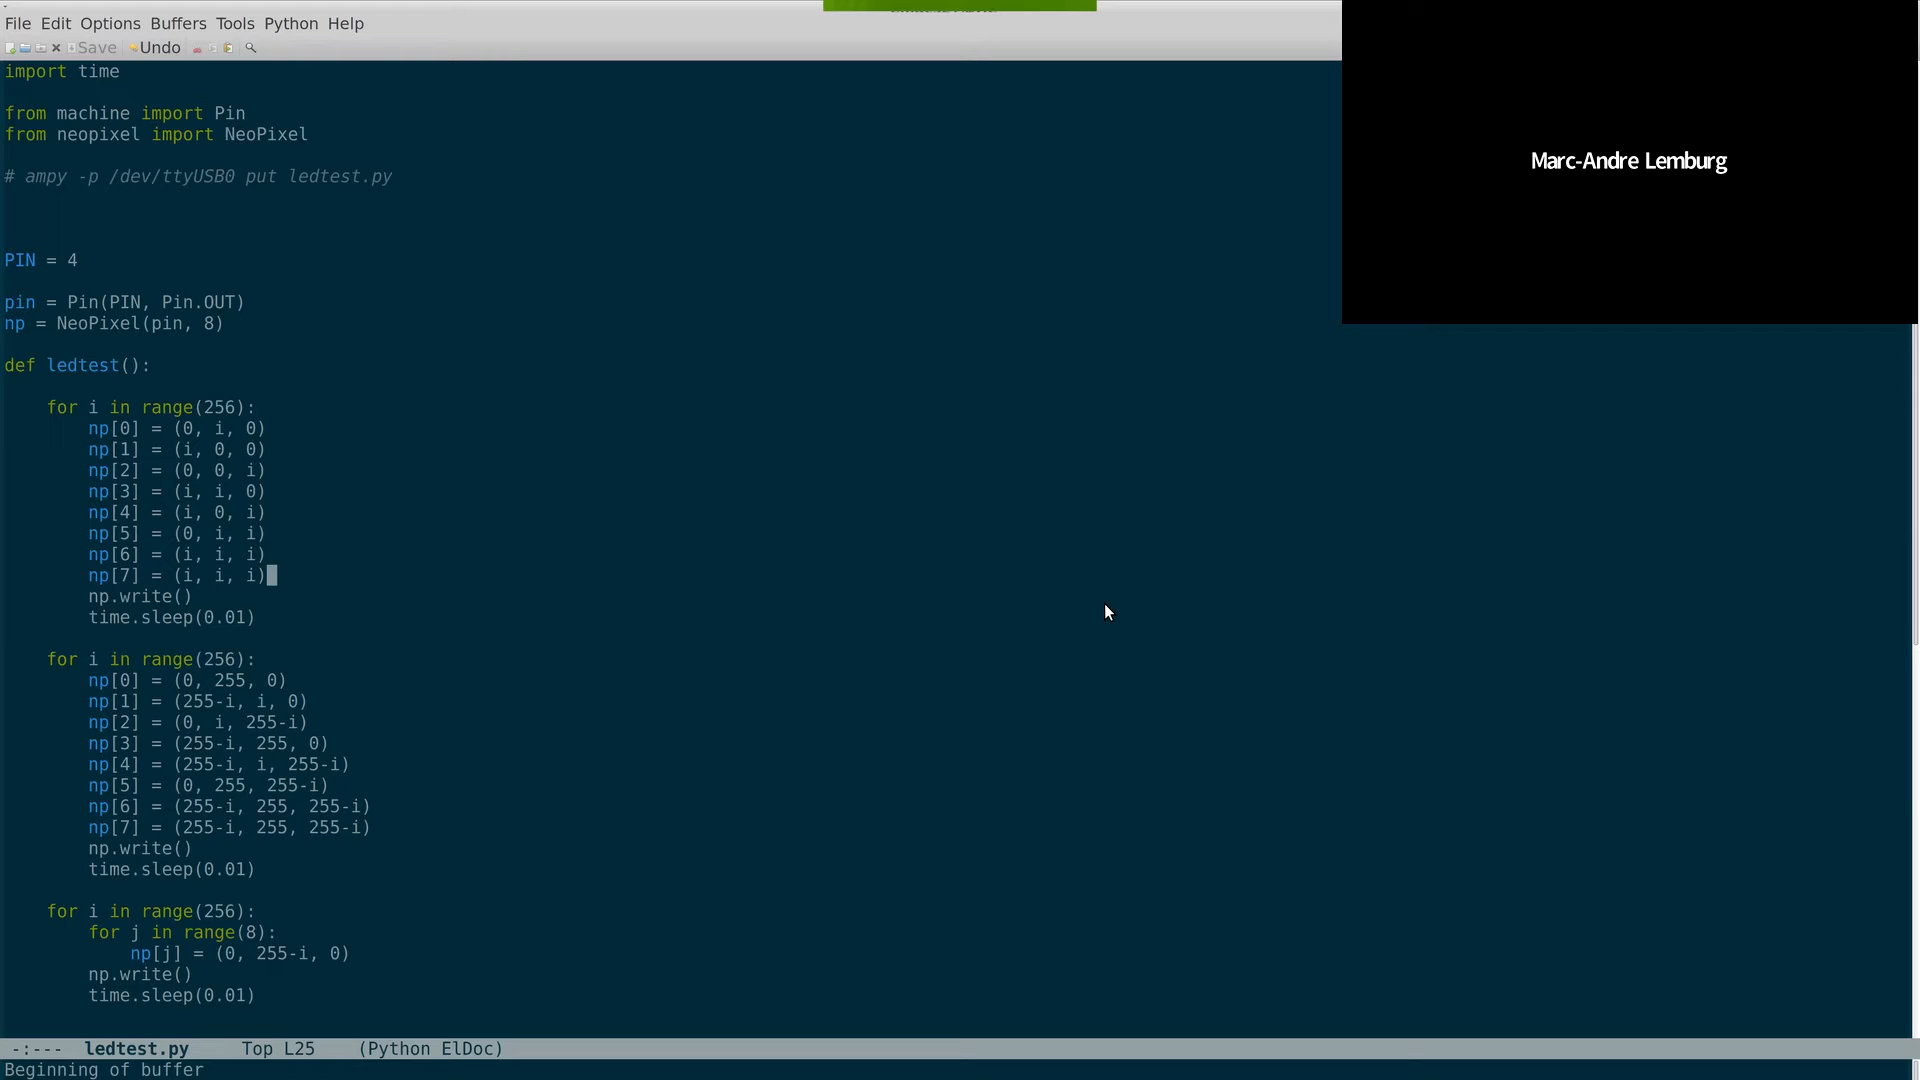 File Edit Options Buffers Tools Python Help
Save Undo
import time
from machine import Pin
from neopixel import NeoPixel
# ampy -p /dev/ttyUSB0 put ledtest.py
PIN = 4
pin = Pin(PIN, Pin.OUT)
np = NeoPixel(pin, 8)
def ledtest():
    for i in range(256):
        np[0] = (0, i, 0)
        np[1] = (i, 0, 0)
        np[2] = (0, 0, i)
        np[3] = (i, i, 0)
        np[4] = (i, 0, i)
        np[5] = (0, i, i)
        np[6] = (i, i, i)
        np[7] = (i, i, i)
        np.write()
        time.sleep(0.01)
    for i in range(256):
        np[0] = (0, 255, 0)
        np[1] = (255-i, i, 0)
        np[2] = (0, i, 255-i)
        np[3] = (255-i, 255, 0)
        np[4] = (255-i, i, 255-i)
        np[5] = (0, 255, 255-i)
        np[6] = (255-i, 255, 255-i)
        np[7] = (255-i, 255, 255-i)
        np.write()
        time.sleep(0.01)
    for i in range(256):
        for j in range(8):
            np[j] = (0, 255-i, 0)
        np.write()
        time.sleep(0.01)
-:--- ledtest.py Top L25 (Python ElDoc)
Beginning of buffer
Marc-Andre Lemburg